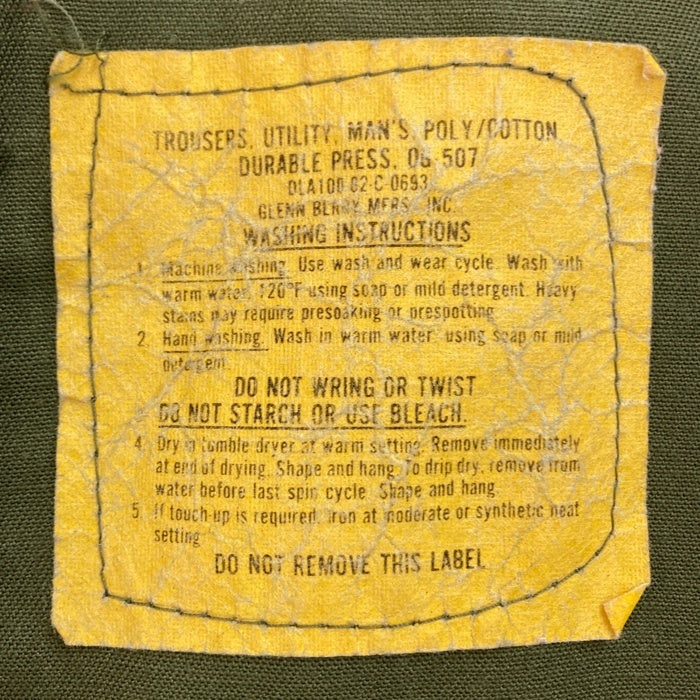 TROUSERS, UTILITY, MAN'S, POLY/COTTON
DURABLE PRESS, OG-507
DLA100-82-C-0693
GLENN BERRY MFRS., INC.
WASHING INSTRUCTIONS
1. Machine washing. Use wash and wear cycle. Wash with
warm water, 120°F using soap or mild detergent. Heavy
stains may require presoaking or prespotting
2. Hand washing. Wash in warm water using soap or mild
detergent.
DO NOT WRING OR TWIST
DO NOT STARCH OR USE BLEACH.
4. Dry in tumble dryer at warm setting. Remove immediately
at end of drying. Shape and hang. To drip dry, remove from
water before last spin cycle. Shape and hang
5. If touch-up is required, iron at moderate or synthetic heat
setting
DO NOT REMOVE THIS LABEL